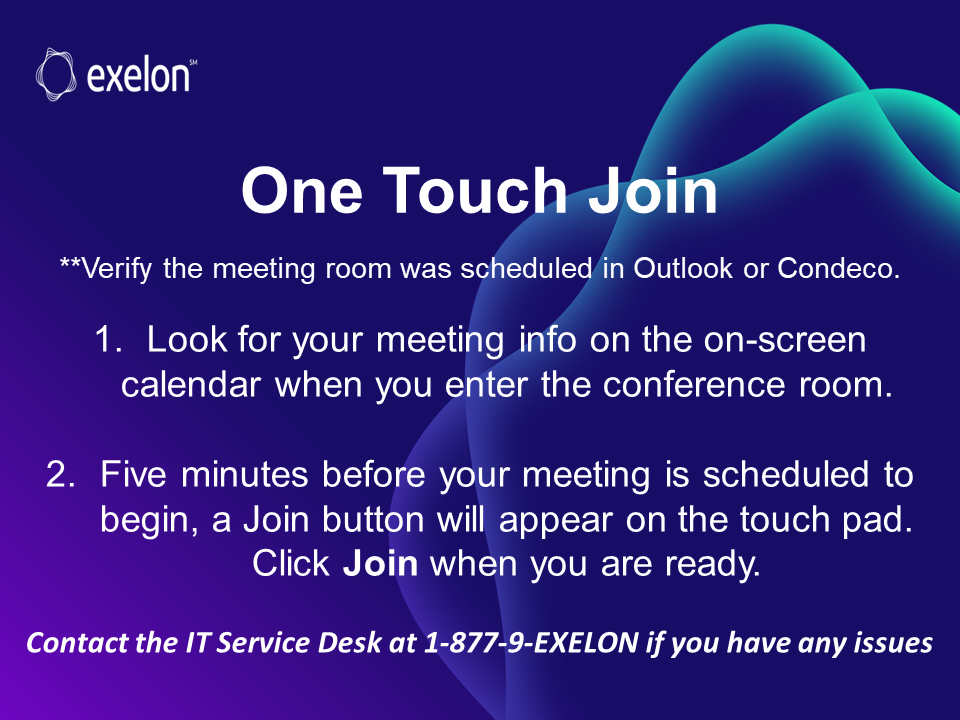 exelon℠
One Touch Join
**Verify the meeting room was scheduled in Outlook or Condeco.
1. Look for your meeting info on the on-screen
calendar when you enter the conference room.
2. Five minutes before your meeting is scheduled to
begin, a Join button will appear on the touch pad.
Click Join when you are ready.
Contact the IT Service Desk at 1-877-9-EXELON if you have any issues